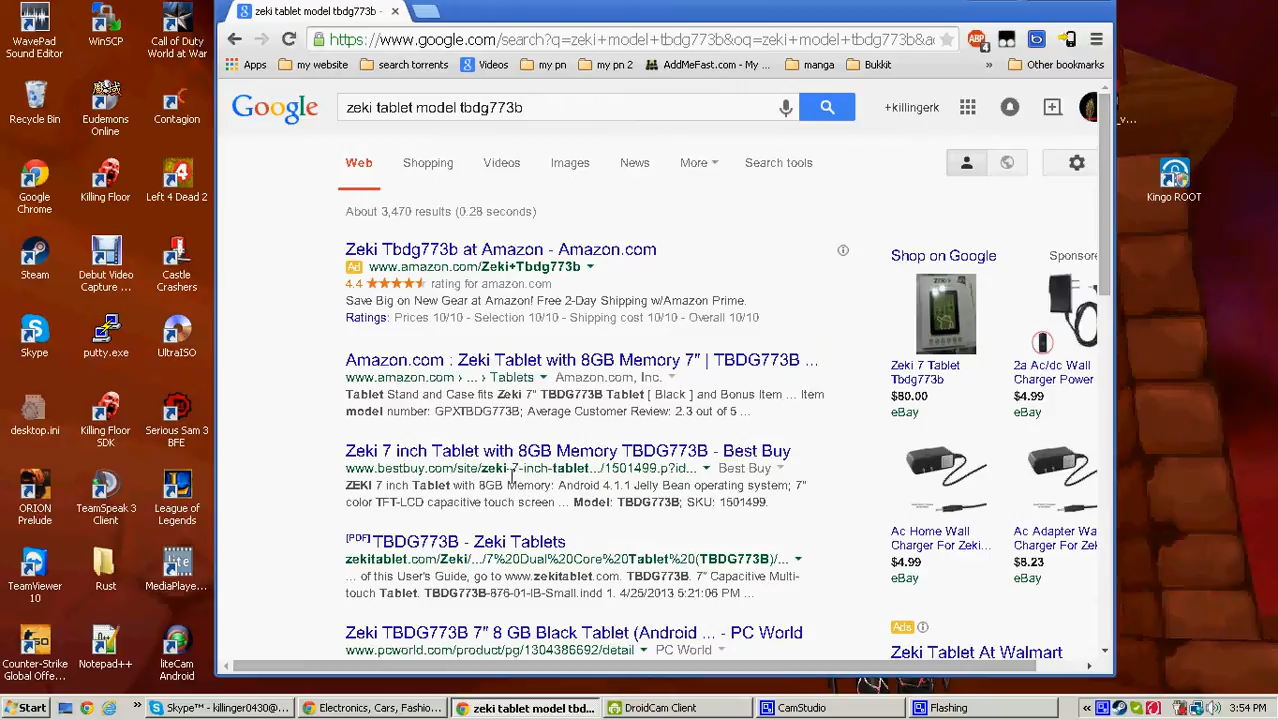 WavePad
Sound Editor
WinSCP
Call of Duty
World at War
Recycle Bin
Eudemons
Online
Contagion
Google
Chrome
Killing Floor
Left 4 Dead 2
Steam
Debut Video
Capture ...
Castle
Crashers
Skype
putty.exe
UltraISO
desktop.ini
Killing Floor
SDK
Serious Sam 3
BFE
ORION
Prelude
TeamSpeak 3
Client
League of
Legends
TeamViewer
10
Rust
MediaPlaye...
Counter-Strike
Global Offe...
Notepad++
liteCam
Android
Kingo ROOT
zeki tablet model tbdg773b -
https://www.google.com/search?q=zeki+model+tbdg773b&oq=zeki+model+tbdg773b&a
ABP
4
Apps
my website
search torrents
Videos
my pn
my pn 2
AddMeFast.com - My ...
manga
Bukkit
»
Other bookmarks
Google
zeki tablet model tbdg773b
+killingerk
Web
Shopping
Videos
Images
News
More
Search tools
About 3,470 results (0.28 seconds)
Zeki Tbdg773b at Amazon - Amazon.com
Ad www.amazon.com/Zeki+Tbdg773b
4.4 rating for amazon.com
Save Big on New Gear at Amazon! Free 2-Day Shipping w/Amazon Prime.
Ratings: Prices 10/10 - Selection 10/10 - Shipping cost 10/10 - Overall 10/10
Amazon.com : Zeki Tablet with 8GB Memory 7" | TBDG773B ...
www.amazon.com › ... › Tablets Amazon.com, Inc.
Tablet Stand and Case fits Zeki 7" TBDG773B Tablet [ Black ] and Bonus Item ... Item
model number: GPXTBDG773B; Average Customer Review: 2.3 out of 5 ...
Zeki 7 inch Tablet with 8GB Memory TBDG773B - Best Buy
www.bestbuy.com/site/zeki-7-inch-tablet.../1501499.p?id... Best Buy
ZEKI 7 inch Tablet with 8GB Memory: Android 4.1.1 Jelly Bean operating system; 7"
color TFT-LCD capacitive touch screen ... Model: TBDG773B; SKU: 1501499.
[PDF] TBDG773B - Zeki Tablets
zekitablet.com/Zeki/.../7%20Dual%20Core%20Tablet%20(TBDG773B)/...
... of this User's Guide, go to www.zekitablet.com. TBDG773B. 7" Capacitive Multi-
touch Tablet. TBDG773B-876-01-IB-Small.indd 1. 4/25/2013 5:21:06 PM ...
Zeki TBDG773B 7" 8 GB Black Tablet (Android ... - PC World
www.pcworld.com/product/pg/1304386692/detail PC World
Shop on Google
Sponsore
Zeki 7 Tablet
Tbdg773b
$80.00
eBay
2a Ac/dc Wall
Charger Power
$4.99
eBay
Ac Home Wall
Charger For Zeki...
$4.99
eBay
Ac Adapter Wa
Charger For Zek
$8.23
eBay
Ads
Zeki Tablet At Walmart
Start
»
Skype™ - killinger0430@...
Electronics, Cars, Fashio...
zeki tablet model tbd...
DroidCam Client
CamStudio
Flashing
«
3:54 PM